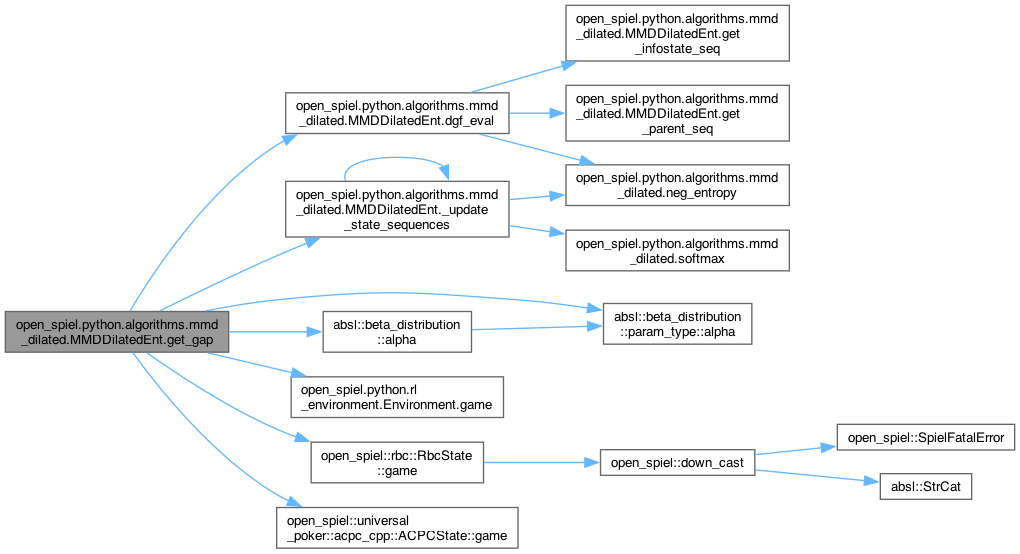 open_spiel.python.algorithms.mmd
_dilated.MMDDilatedEnt.get_gap
open_spiel.python.algorithms.mmd
_dilated.MMDDilatedEnt.dgf_eval
open_spiel.python.algorithms.mmd
_dilated.MMDDilatedEnt.get
_infostate_seq
open_spiel.python.algorithms.mmd
_dilated.MMDDilatedEnt.get
_parent_seq
open_spiel.python.algorithms.mmd
_dilated.neg_entropy
open_spiel.python.algorithms.mmd
_dilated.MMDDilatedEnt._update
_state_sequences
open_spiel.python.algorithms.mmd
_dilated.softmax
absl::beta_distribution
::alpha
absl::beta_distribution
::param_type::alpha
open_spiel.python.rl
_environment.Environment.game
open_spiel::rbc::RbcState
::game
open_spiel::down_cast
open_spiel::SpielFatalError
absl::StrCat
open_spiel::universal
_poker::acpc_cpp::ACPCState::game